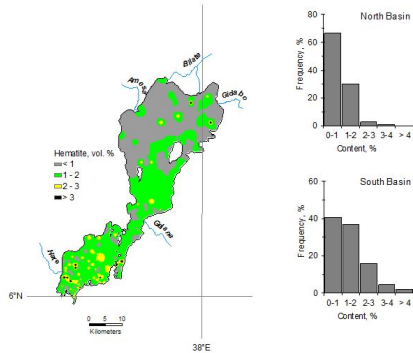 Bilate
Amesa
Gidabo
Hematite, vol. %
< 1
1 - 2
2 - 3
> 3
Galana
Hare
6°N
0 5 10
Kilometers
38°E
North Basin
Frequency, %
80
60
40
20
0
0-1 1-2 2-3 3-4 > 4
Content, %
South Basin
Frequency, %
60
40
20
0
0-1 1-2 2-3 3-4 > 4
Content, %